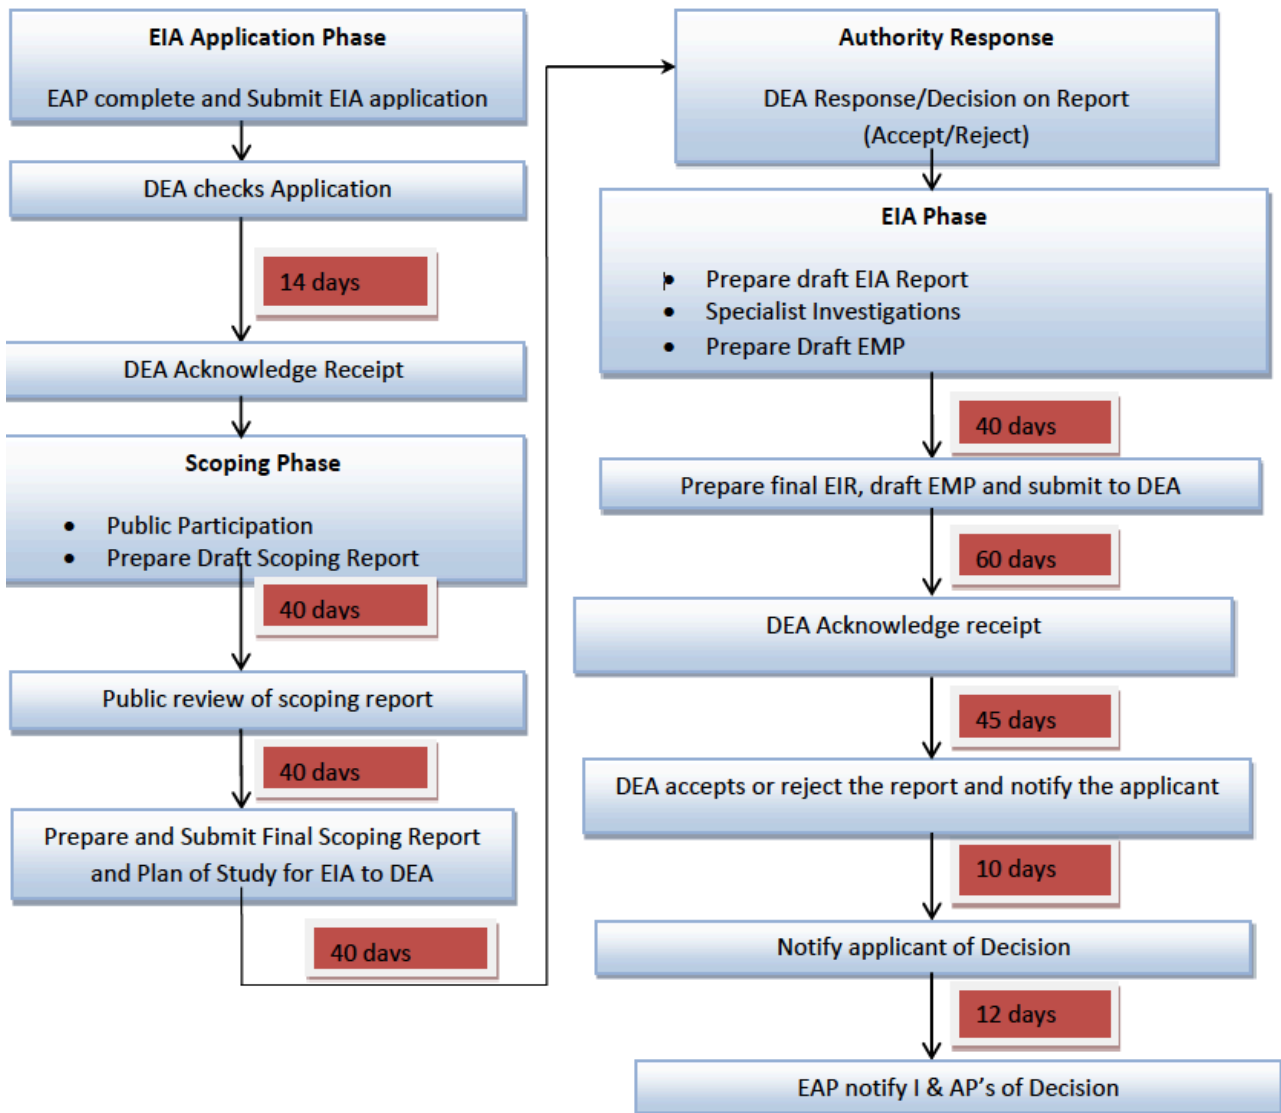 EIA Application Phase
EAP complete and Submit EIA application
DEA checks Application
14 days
DEA Acknowledge Receipt
Scoping Phase
• Public Participation
• Prepare Draft Scoping Report
40 days
Public review of scoping report
40 days
Prepare and Submit Final Scoping Report
and Plan of Study for EIA to DEA
40 days
Authority Response
DEA Response/Decision on Report
(Accept/Reject)
EIA Phase
• Prepare draft EIA Report
• Specialist Investigations
• Prepare Draft EMP
40 days
Prepare final EIR, draft EMP and submit to DEA
60 days
DEA Acknowledge receipt
45 days
DEA accepts or reject the report and notify the applicant
10 days
Notify applicant of Decision
12 days
EAP notify I & AP's of Decision